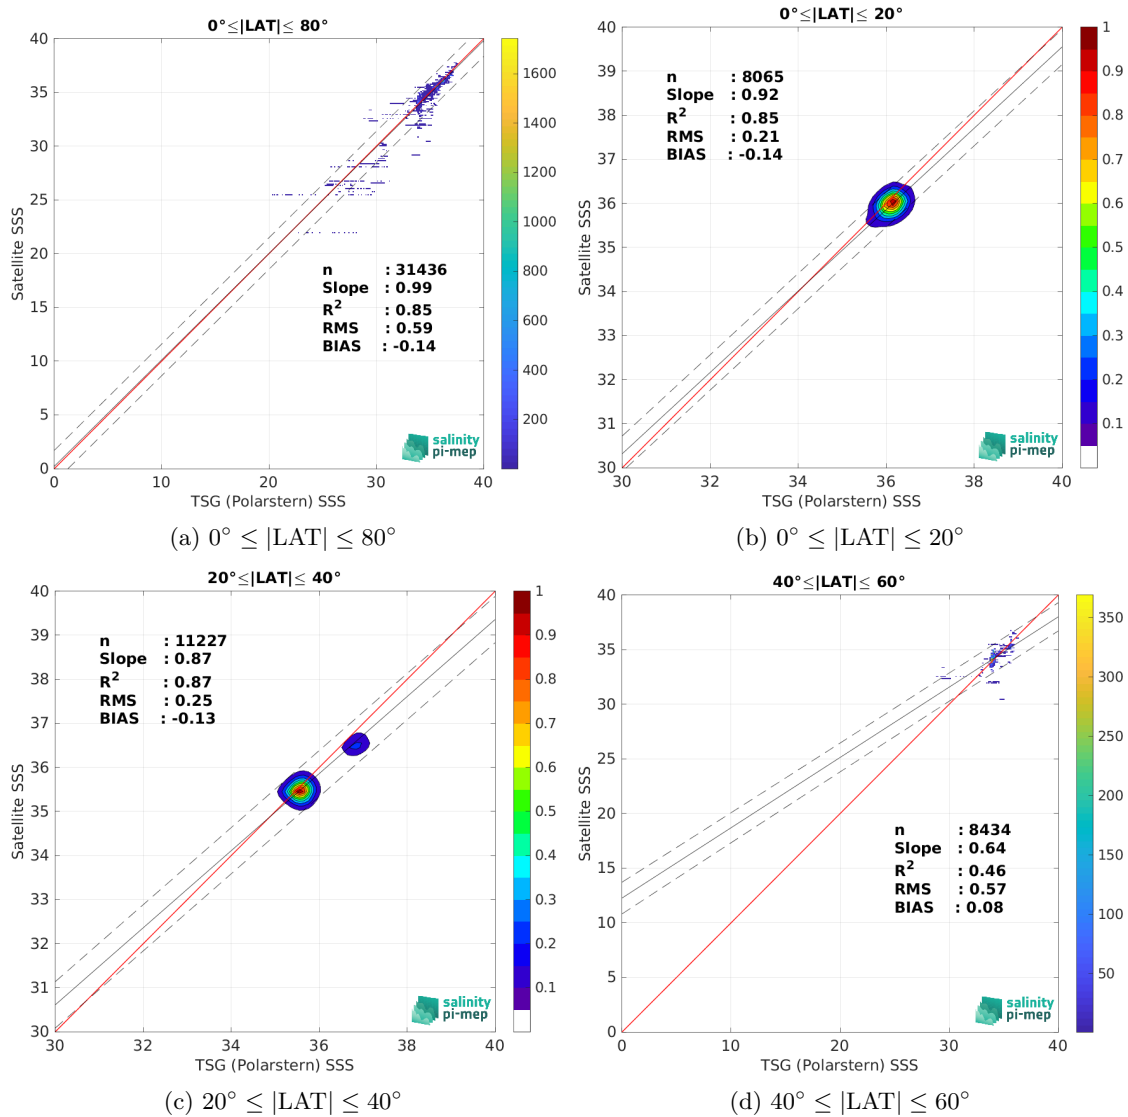 0°≤|LAT|≤ 80°
40
35
30
25
20
15
10
5
0
Satellite SSS
n : 31436
Slope : 0.99
R² : 0.85
RMS : 0.59
BIAS : -0.14
salinity
pi-mep
0 10 20 30 40
TSG (Polarstern) SSS
1600
1400
1200
1000
800
600
400
200
(a) 0° ≤ |LAT| ≤ 80°
0°≤|LAT|≤ 20°
40
39
38
37
36
35
34
33
32
31
30
Satellite SSS
n : 8065
Slope : 0.92
R² : 0.85
RMS : 0.21
BIAS : -0.14
salinity
pi-mep
30 32 34 36 38 40
TSG (Polarstern) SSS
1
0.9
0.8
0.7
0.6
0.5
0.4
0.3
0.2
0.1
(b) 0° ≤ |LAT| ≤ 20°
20°≤|LAT|≤ 40°
40
39
38
37
36
35
34
33
32
31
30
Satellite SSS
n : 11227
Slope : 0.87
R² : 0.87
RMS : 0.25
BIAS : -0.13
salinity
pi-mep
30 32 34 36 38 40
TSG (Polarstern) SSS
1
0.9
0.8
0.7
0.6
0.5
0.4
0.3
0.2
0.1
(c) 20° ≤ |LAT| ≤ 40°
40°≤|LAT|≤ 60°
40
35
30
25
20
15
10
5
0
Satellite SSS
n : 8434
Slope : 0.64
R² : 0.46
RMS : 0.57
BIAS : 0.08
salinity
pi-mep
0 10 20 30 40
TSG (Polarstern) SSS
350
300
250
200
150
100
50
(d) 40° ≤ |LAT| ≤ 60°